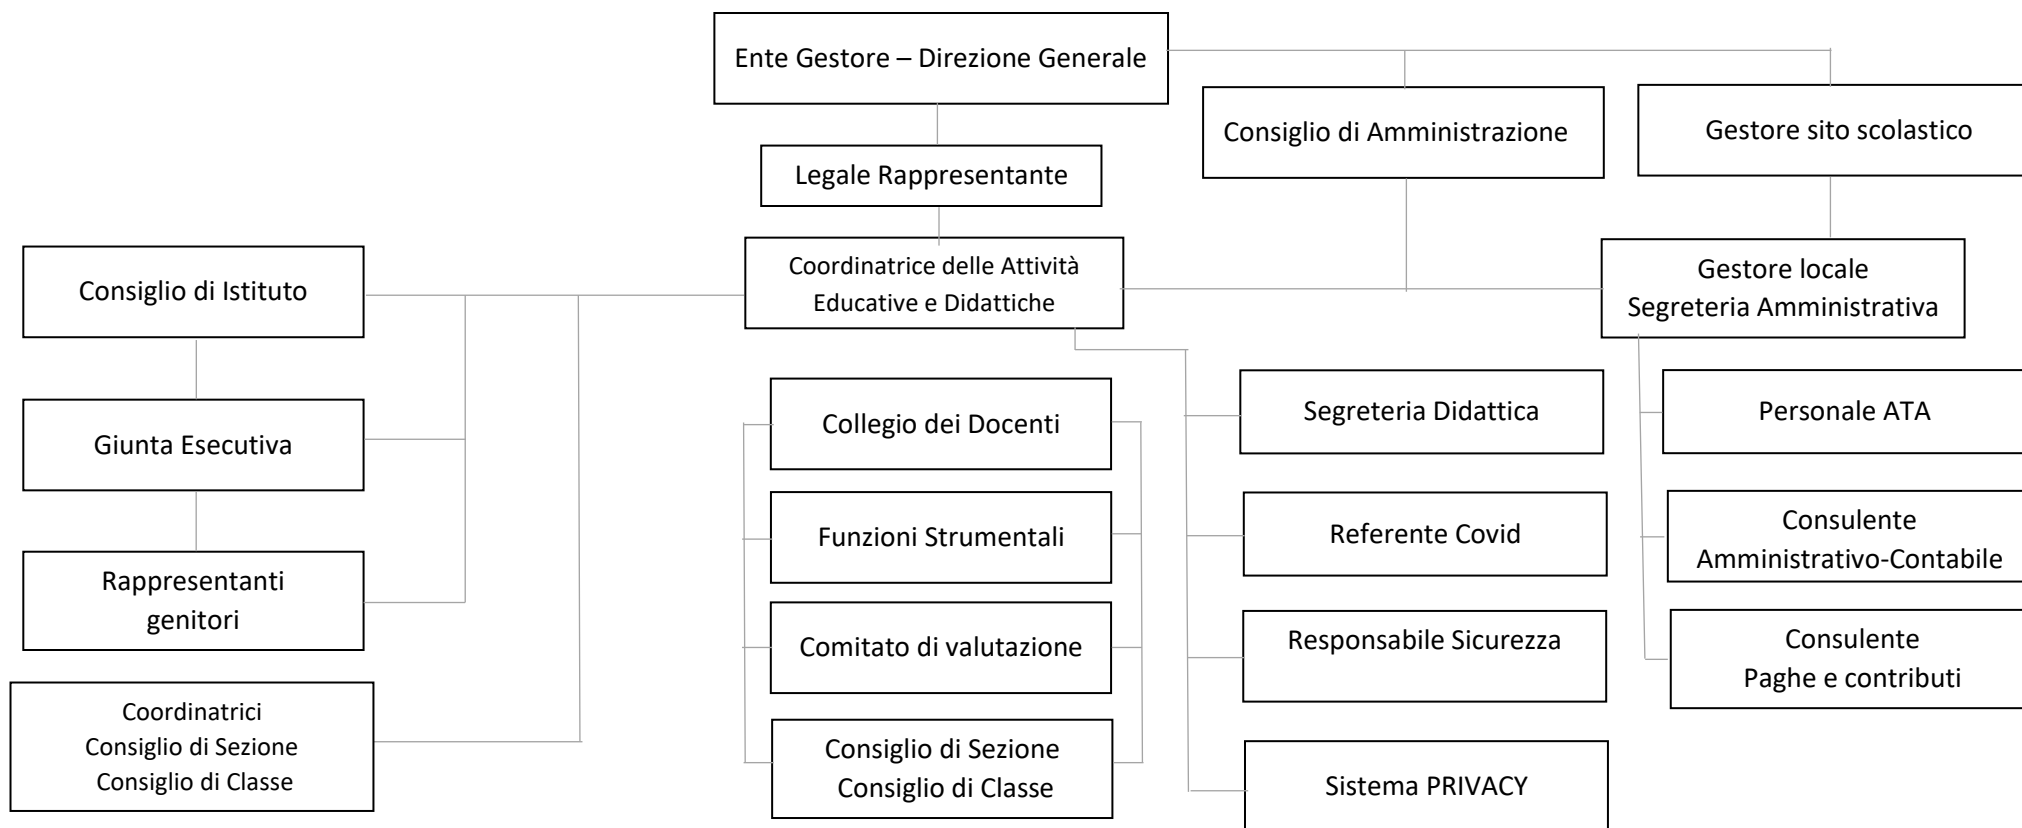 Ente Gestore – Direzione Generale
Consiglio di Amministrazione
Gestore sito scolastico
Legale Rappresentante
Consiglio di Istituto
Coordinatrice delle Attività
Educative e Didattiche
Gestore locale
Segreteria Amministrativa
Giunta Esecutiva
Collegio dei Docenti
Segreteria Didattica
Personale ATA
Funzioni Strumentali
Referente Covid
Consulente
Amministrativo-Contabile
Rappresentanti
genitori
Comitato di valutazione
Responsabile Sicurezza
Consulente
Paghe e contributi
Coordinatrici
Consiglio di Sezione
Consiglio di Classe
Consiglio di Sezione
Consiglio di Classe
Sistema PRIVACY